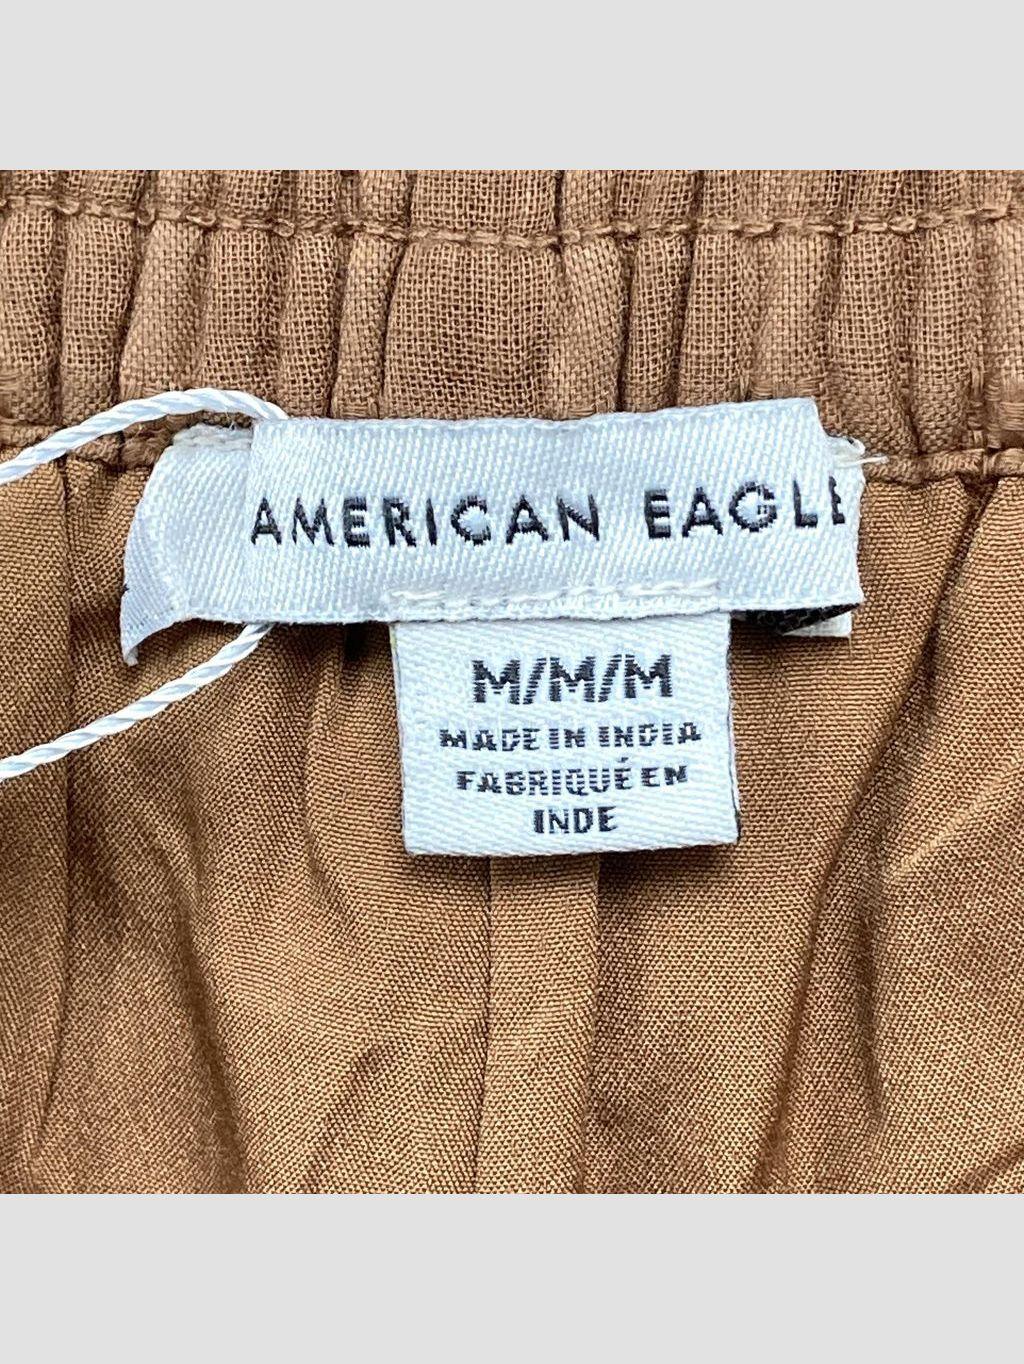 AMERICAN EAGLE
M/M/M
MADE IN INDIA
FABRIQUÉ EN
INDE